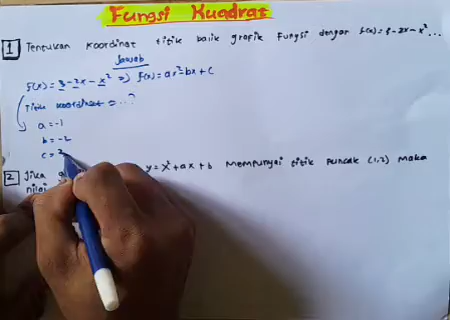 Fungsi Kuadrat
1 Tentukan koordinat titik balik grafik fungsi dengan f(x) = 3 - 2x - x² ...
Jawab
f(x) = 3 - 2x - x² => f(x) = ax² - bx + c
Titik koordinat = ...?
a = -1
b = -2
c = 3
2 Jika y = x² + ax + b mempunyai titik puncak (1,2) maka
nilai